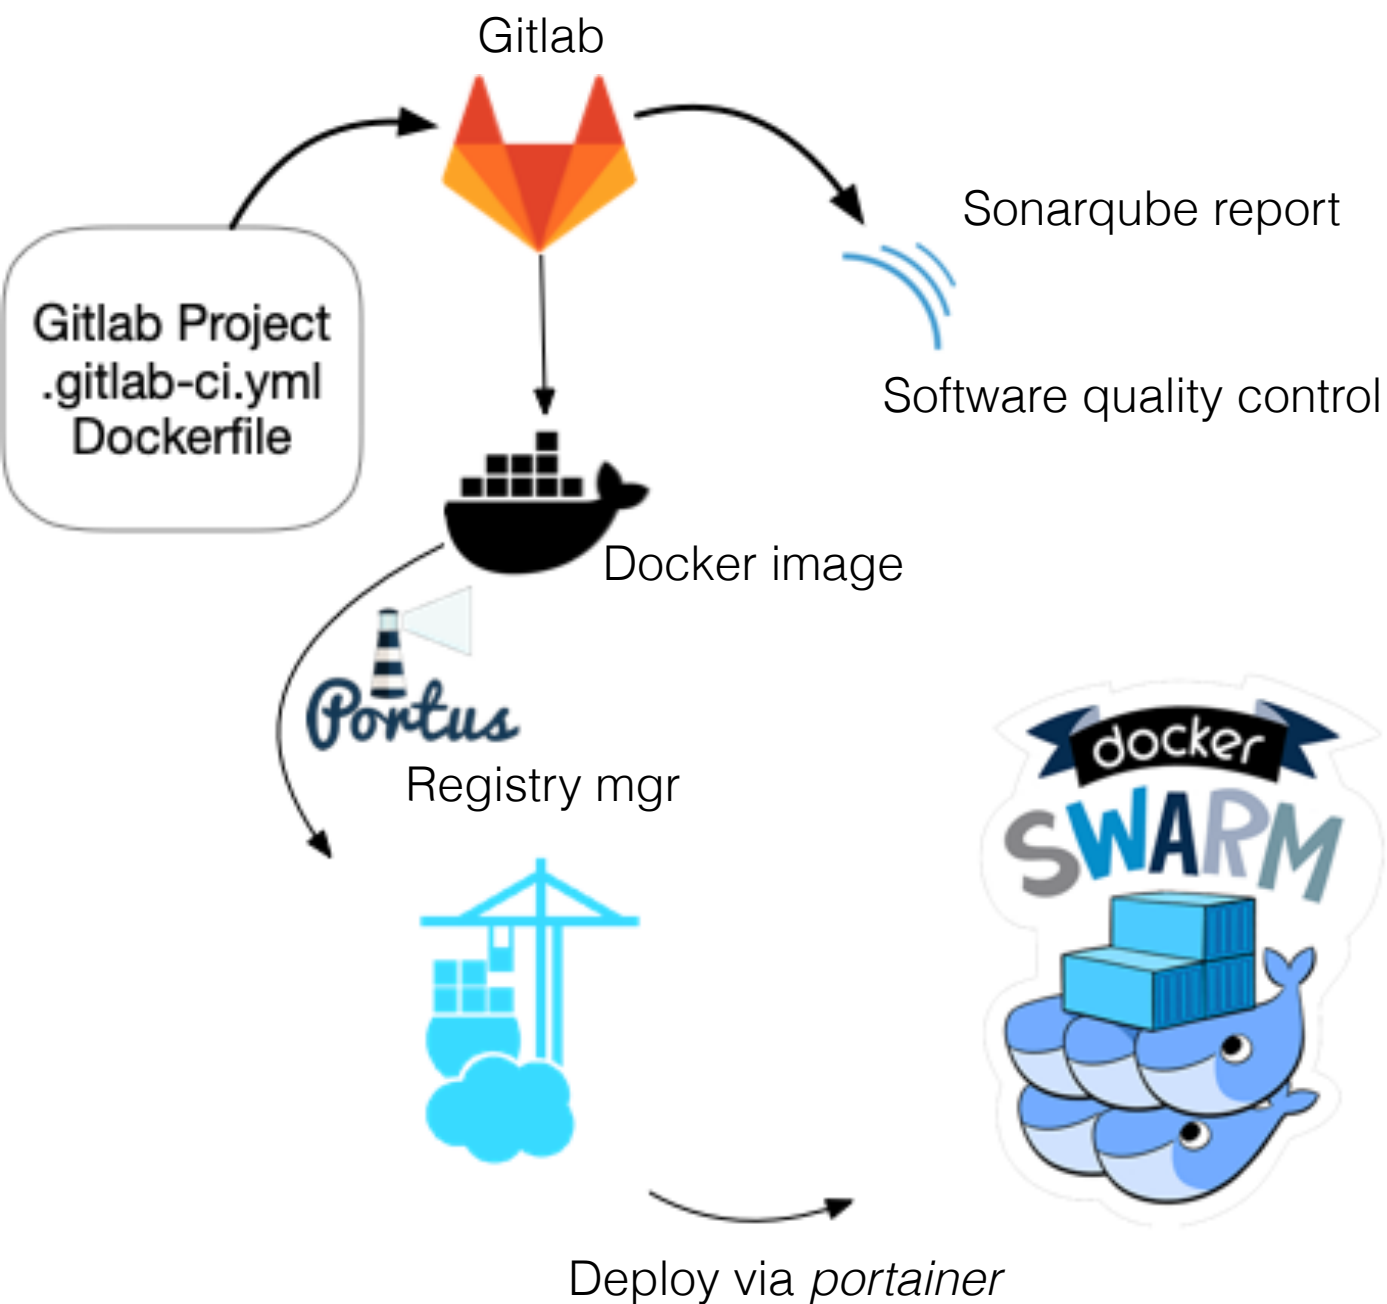 Gitlab
Sonarqube report
Gitlab Project
.gitlab-ci.yml
Dockerfile
Software quality control
Docker image
Portus
Registry mgr
docker
SWARM
Deploy via portainer